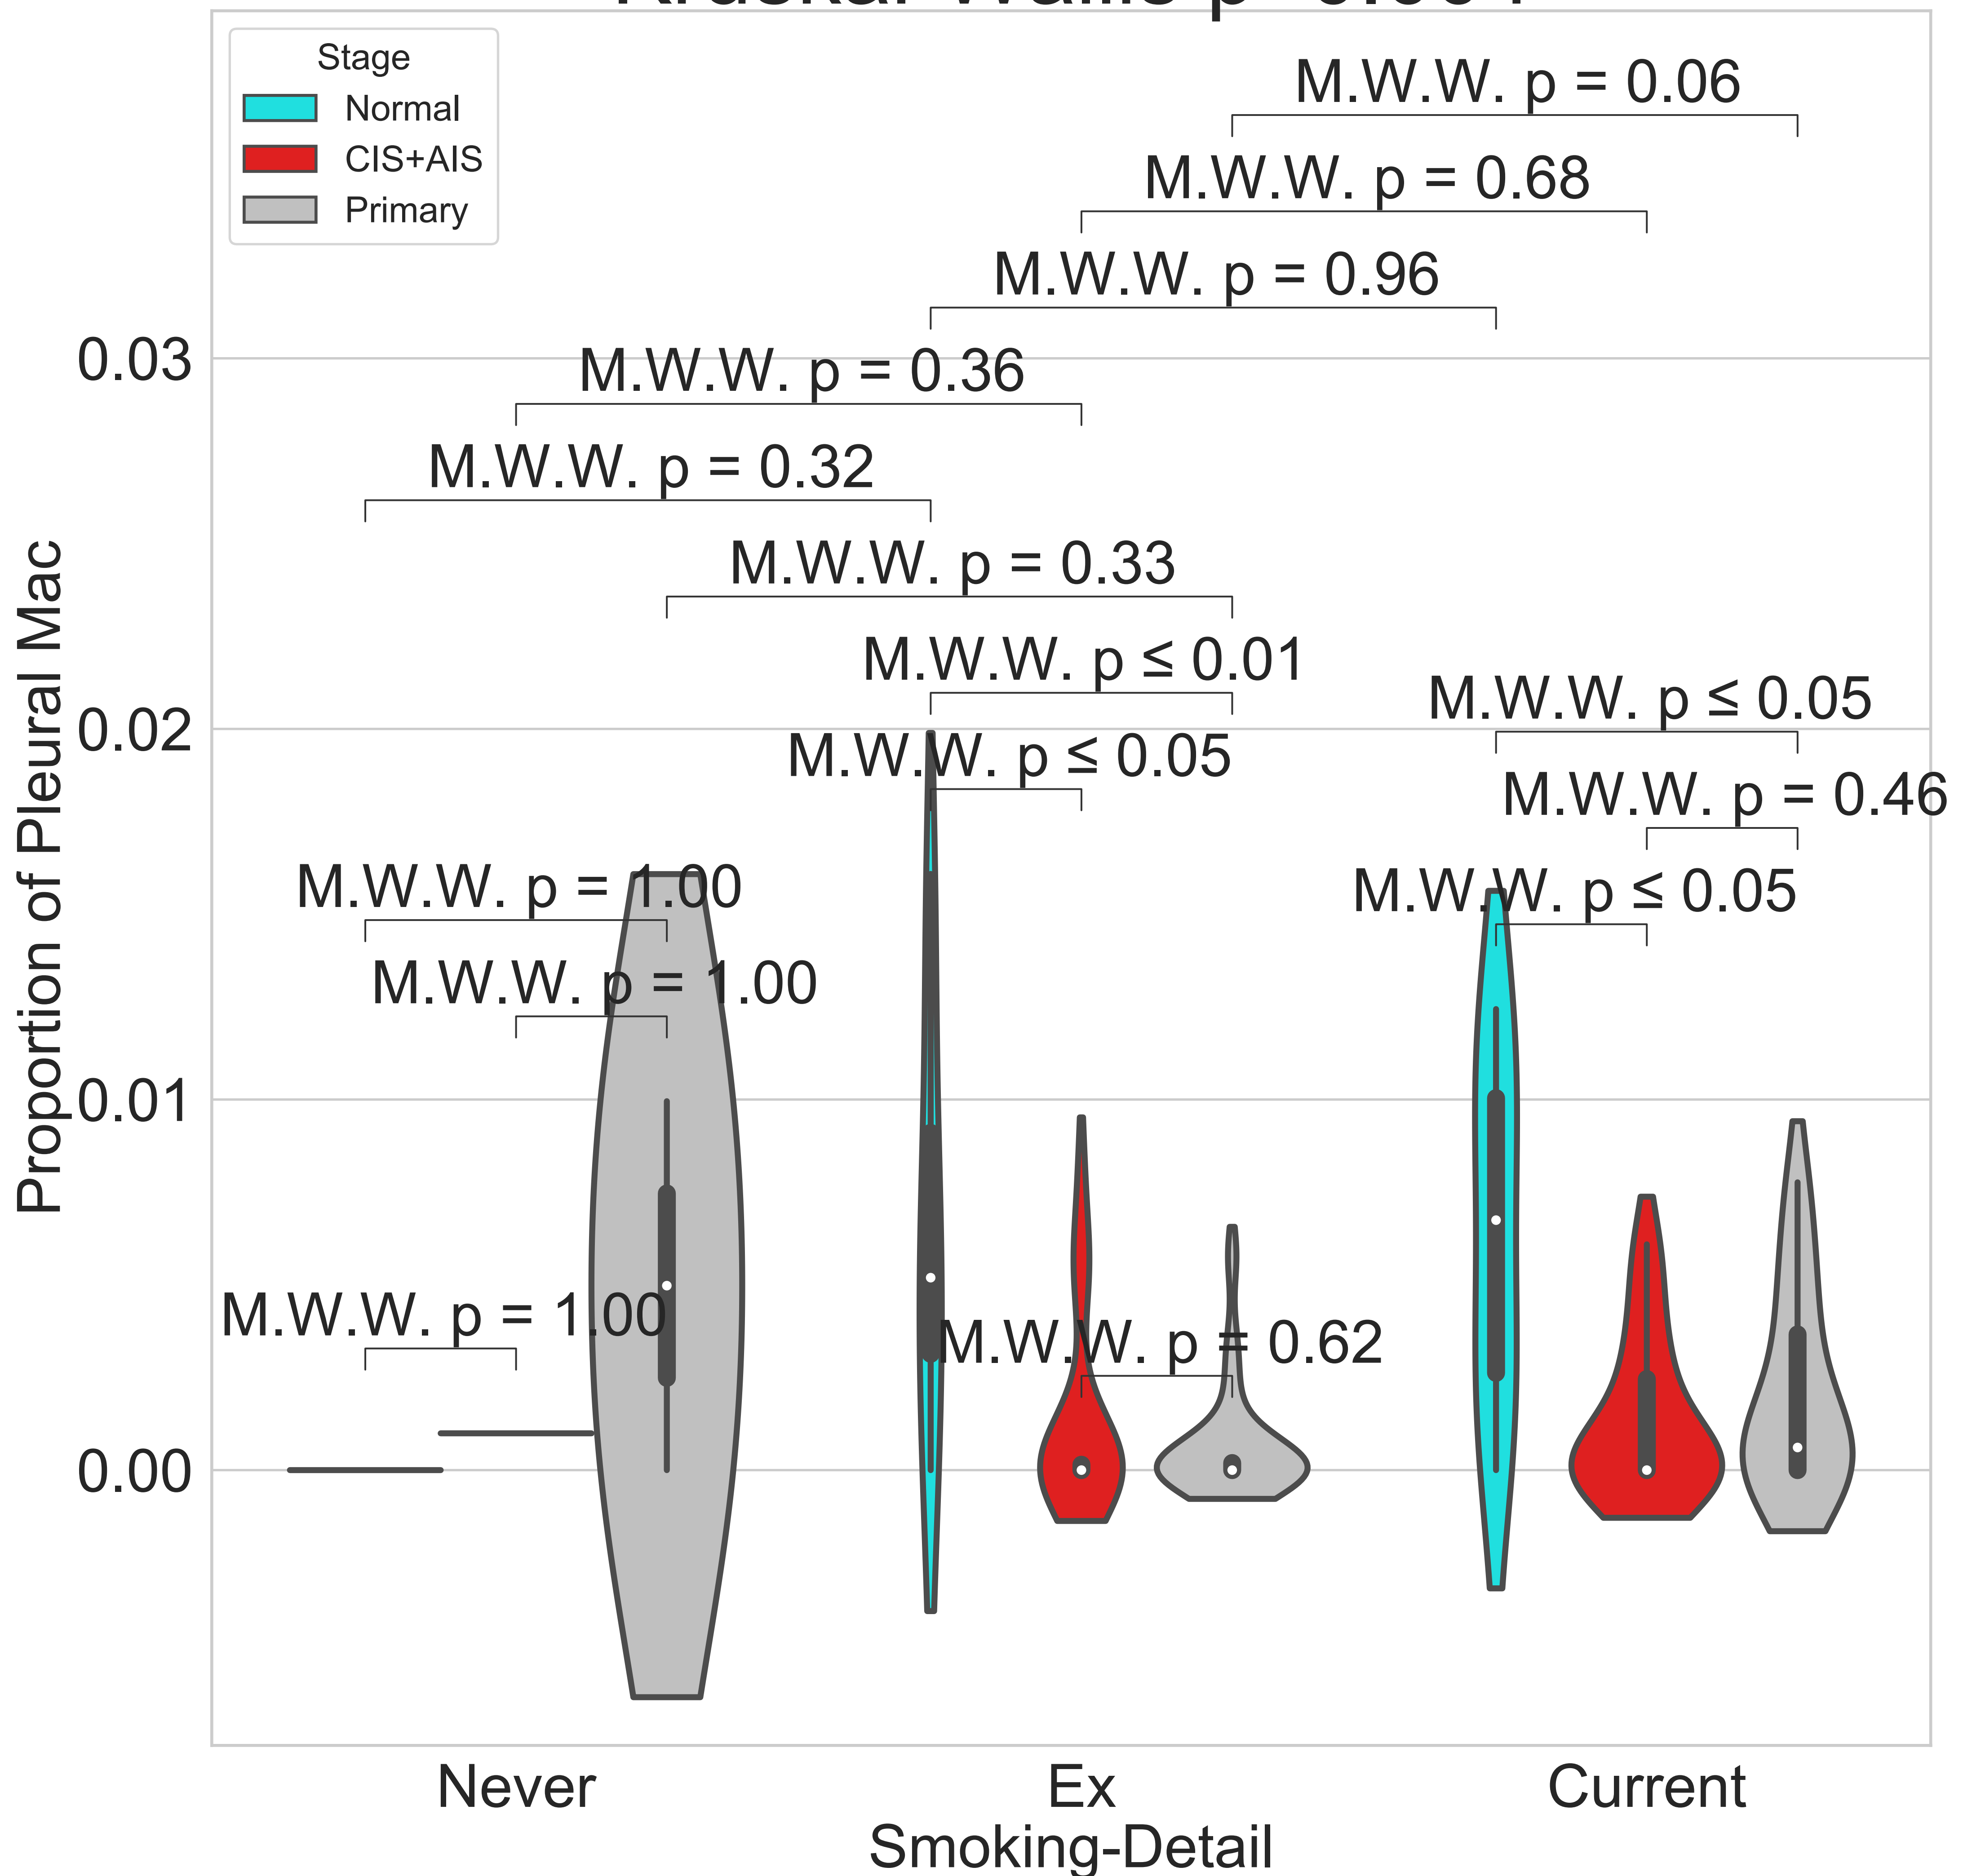 Stage
Normal
CIS+AIS
Primary
M.W.W. p = 0.06
M.W.W. p = 0.68
M.W.W. p = 0.96
M.W.W. p = 0.36
M.W.W. p = 0.32
M.W.W. p = 0.33
M.W.W. p ≤ 0.01
M.W.W. p ≤ 0.05
M.W.W. p ≤ 0.05
M.W.W. p = 0.46
M.W.W. p ≤ 0.05
M.W.W. p = 1.00
M.W.W. p = 1.00
M.W.W. p = 1.00
M.W.W. p = 0.62
Proportion of Pleural Mac
0.03
0.02
0.01
0.00
Never
Ex
Current
Smoking-Detail